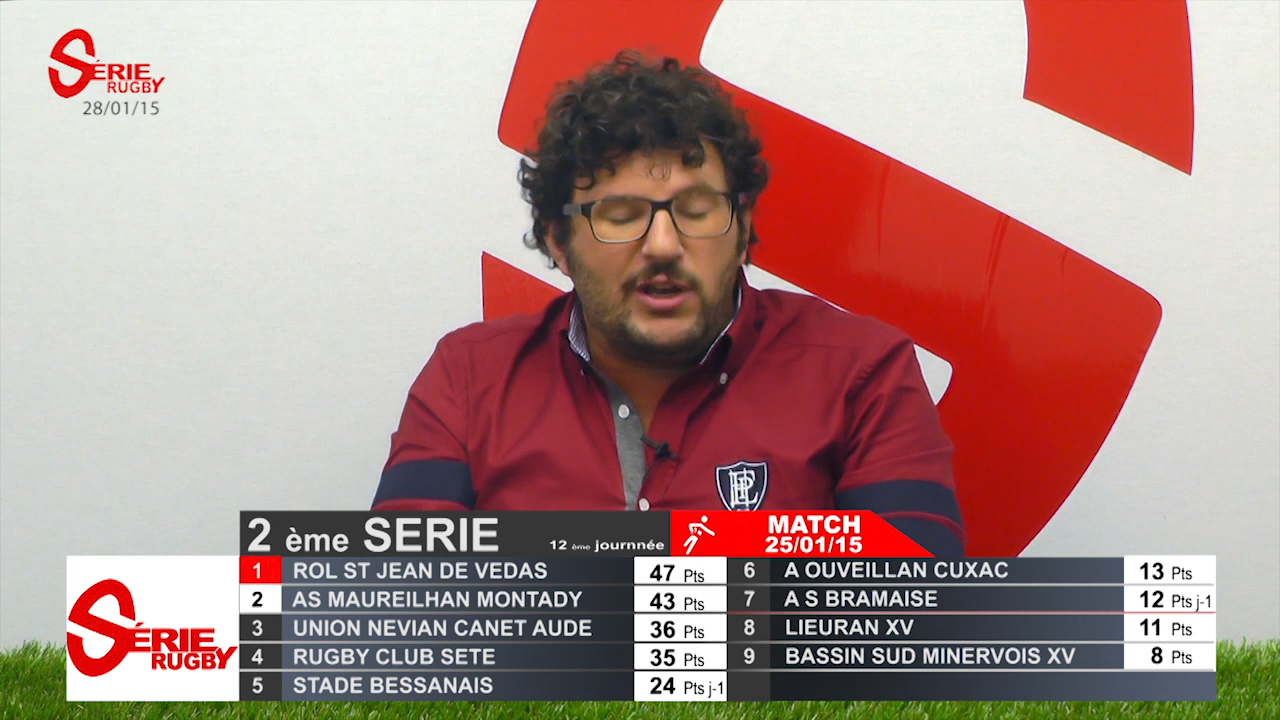 SÉRIE
RUGBY
28/01/15
2 ème SERIE
12 ème journnée
MATCH
25/01/15
1 ROL ST JEAN DE VEDAS 47 Pts
2 AS MAUREILHAN MONTADY 43 Pts
3 UNION NEVIAN CANET AUDE 36 Pts
4 RUGBY CLUB SETE 35 Pts
5 STADE BESSANAIS 24 Pts j-1
6 A OUVEILLAN CUXAC 13 Pts
7 A S BRAMAISE 12 Pts j-1
8 LIEURAN XV 11 Pts
9 BASSIN SUD MINERVOIS XV 8 Pts
SÉRIE
RUGBY